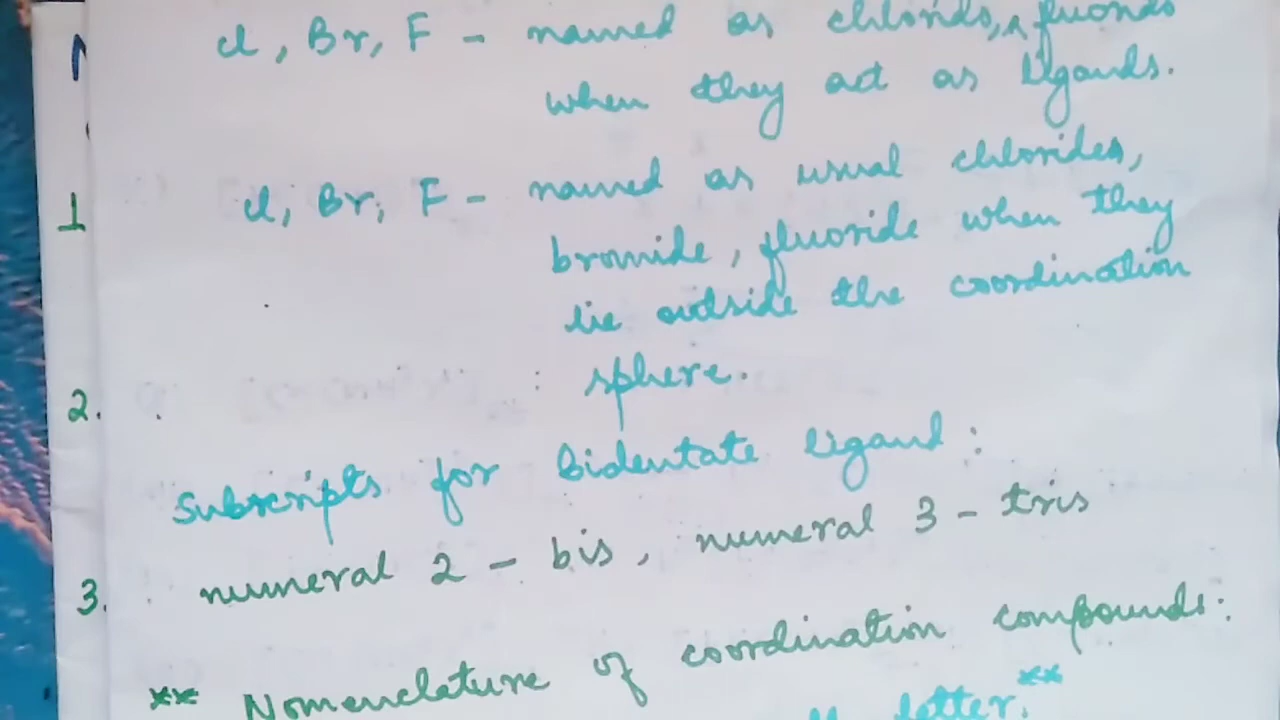 Cl, Br, F - named as chlorido, fluorido
when they act as ligands.
1
Cl, Br, F - named as usual chlorides,
bromide, fluoride when they
lie outside the coordination
sphere.
2.
Subscripts for Bidentate ligand:
numeral 2 - bis, numeral 3 - tris
3.
** Nomenclature of coordination compounds:
letter. **